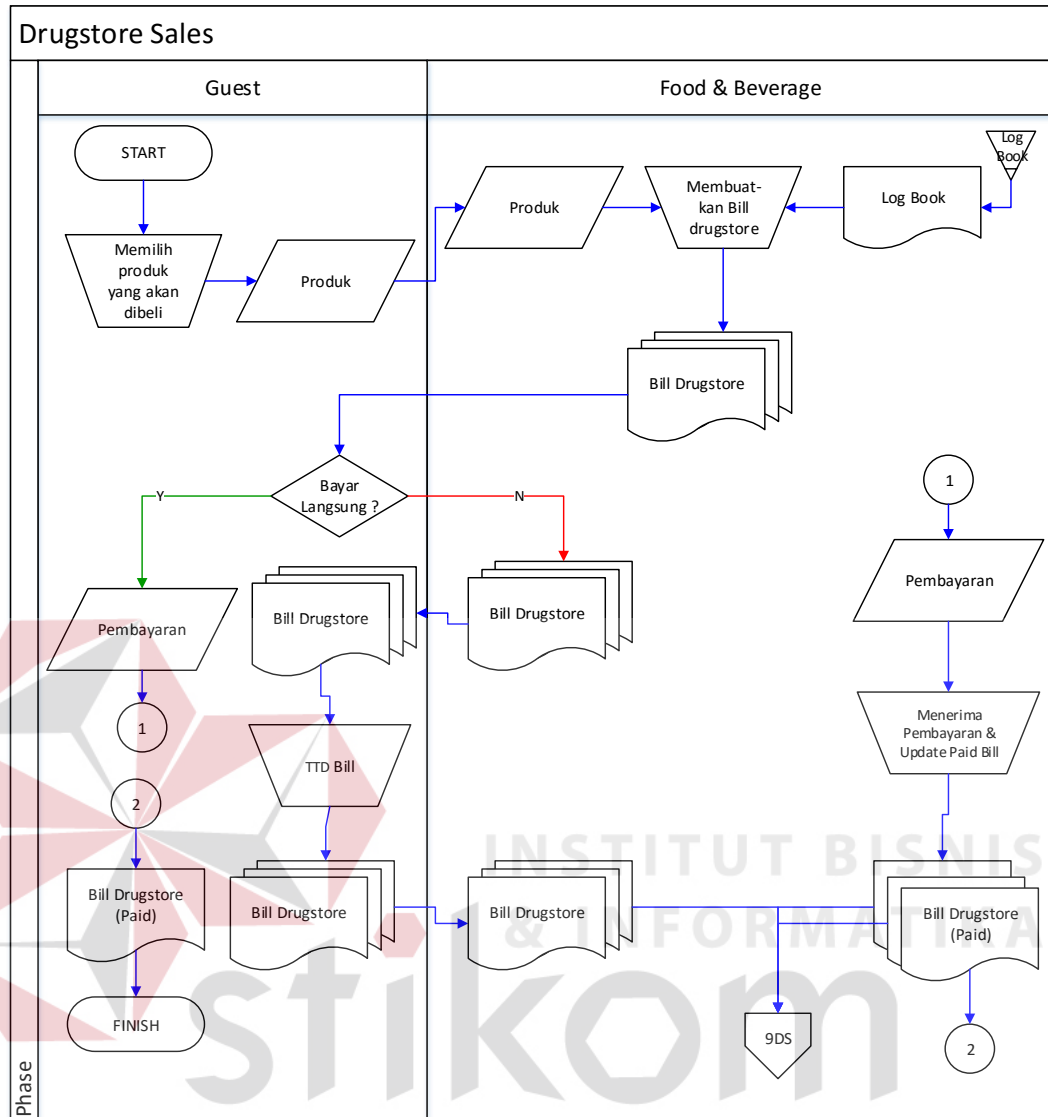 Drugstore Sales
Guest
Food & Beverage
START
Log
Book
Produk
Membuat-
kan Bill
drugstore
Log Book
Memilih
produk
yang akan
dibeli
Produk
Bill Drugstore
Bayar
Langsung ?
Y
N
1
Pembayaran
Bill Drugstore
Bill Drugstore
Pembayaran
1
TTD Bill
Menerima
Pembayaran &
Update Paid Bill
2
Bill Drugstore
(Paid)
Bill Drugstore
Bill Drugstore
Bill Drugstore
(Paid)
INSTITUT BISNIS
& INFORMATIKA
stikom
FINISH
9DS
2
Phase